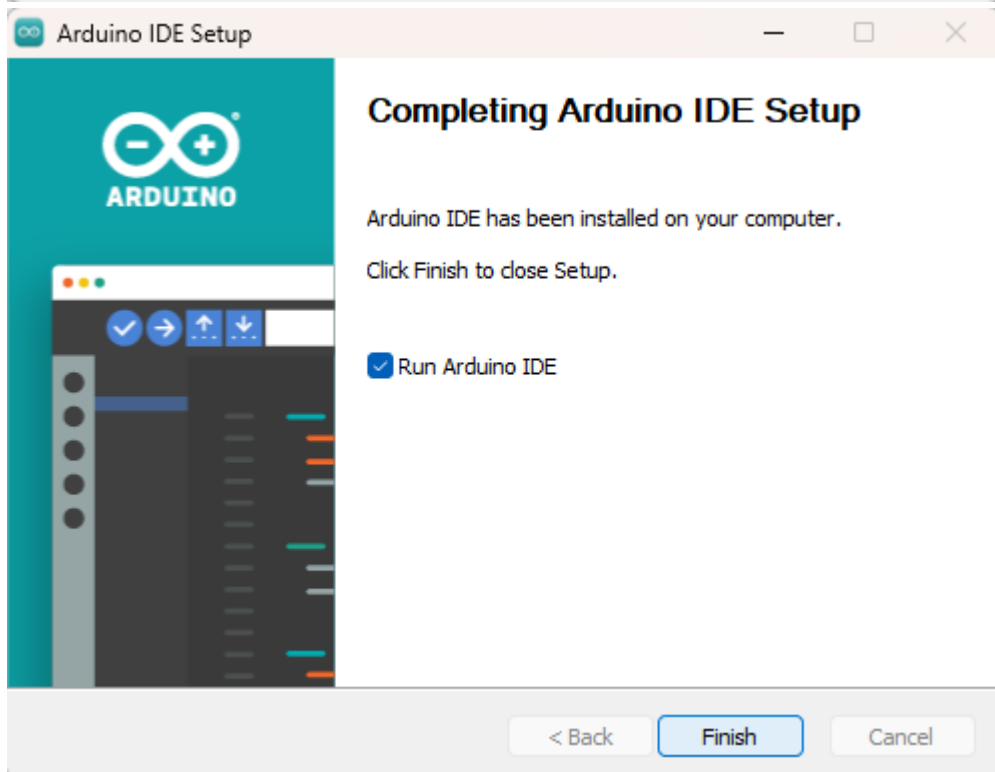 Arduino IDE Setup
ARDUINO
Completing Arduino IDE Setup
Arduino IDE has been installed on your computer.
Click Finish to close Setup.
Run Arduino IDE
< Back Finish Cancel